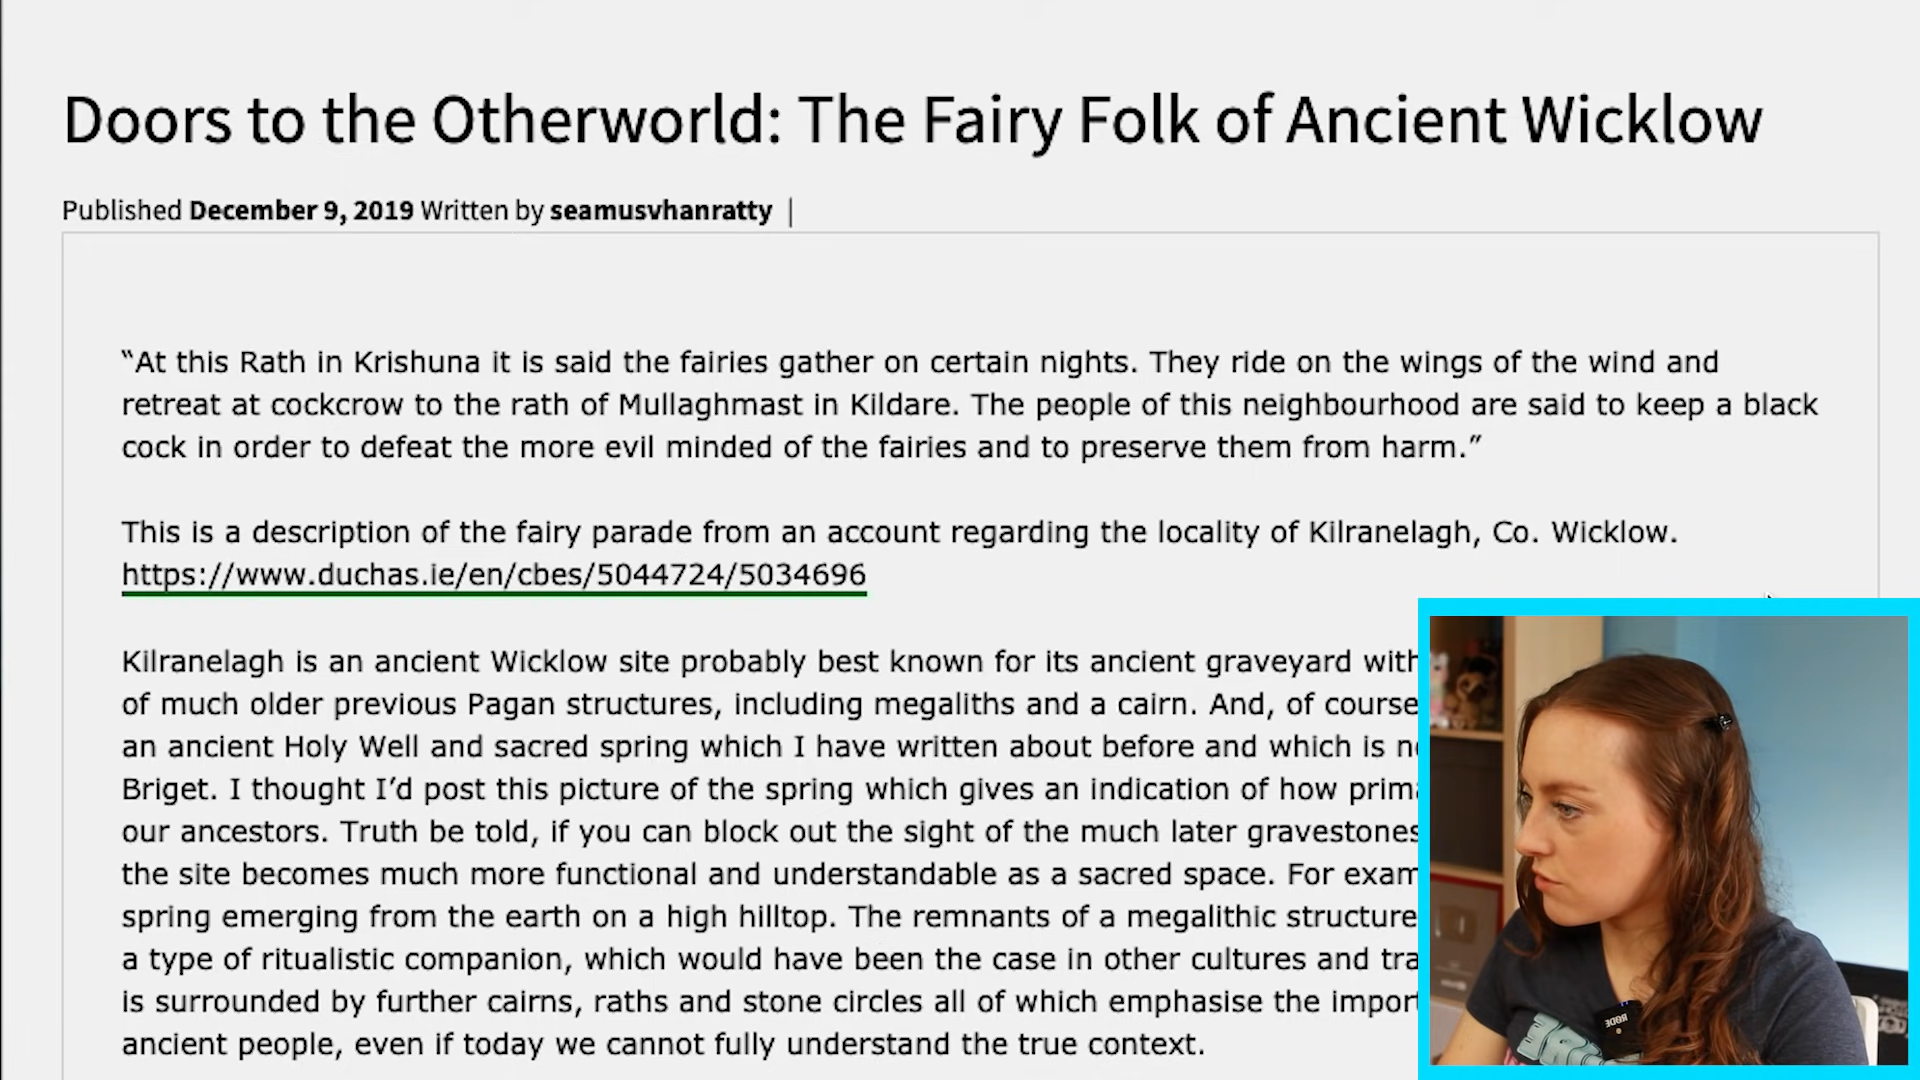 Doors to the Otherworld: The Fairy Folk of Ancient Wicklow
Published December 9, 2019 Written by seamusvhanratty |
“At this Rath in Krishuna it is said the fairies gather on certain nights. They ride on the wings of the wind and
retreat at cockcrow to the rath of Mullaghmast in Kildare. The people of this neighbourhood are said to keep a black
cock in order to defeat the more evil minded of the fairies and to preserve them from harm.”
This is a description of the fairy parade from an account regarding the locality of Kilranelagh, Co. Wicklow.
https://www.duchas.ie/en/cbes/5044724/5034696
Kilranelagh is an ancient Wicklow site probably best known for its ancient graveyard with
of much older previous Pagan structures, including megaliths and a cairn. And, of course
an ancient Holy Well and sacred spring which I have written about before and which is
Briget. I thought I’d post this picture of the spring which gives an indication of how
our ancestors. Truth be told, if you can block out the sight of the much later gravestones
the site becomes much more functional and understandable as a sacred space. For
spring emerging from the earth on a high hilltop. The remnants of a megalithic structure
a type of ritualistic companion, which would have been the case in other cultures and
is surrounded by further cairns, raths and stone circles all of which emphasise the
ancient people, even if today we cannot fully understand the true context.
RØDE